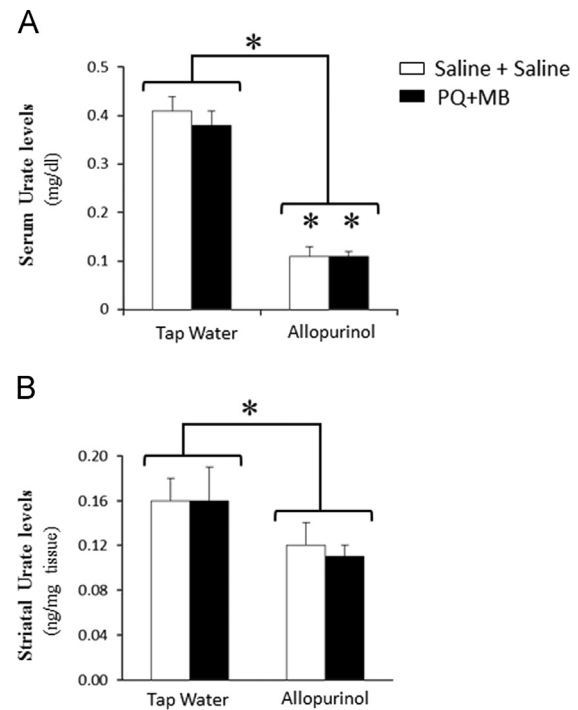 A
*
Saline + Saline
PQ+MB
Serum Urate levels
(mg/dl)
0.5
0.4
0.3
0.2
0.1
0
* *
Tap Water Allopurinol
B
*
Striatal Urate levels
(ng/mg tissue)
0.20
0.16
0.12
0.08
0.04
0.00
Tap Water Allopurinol